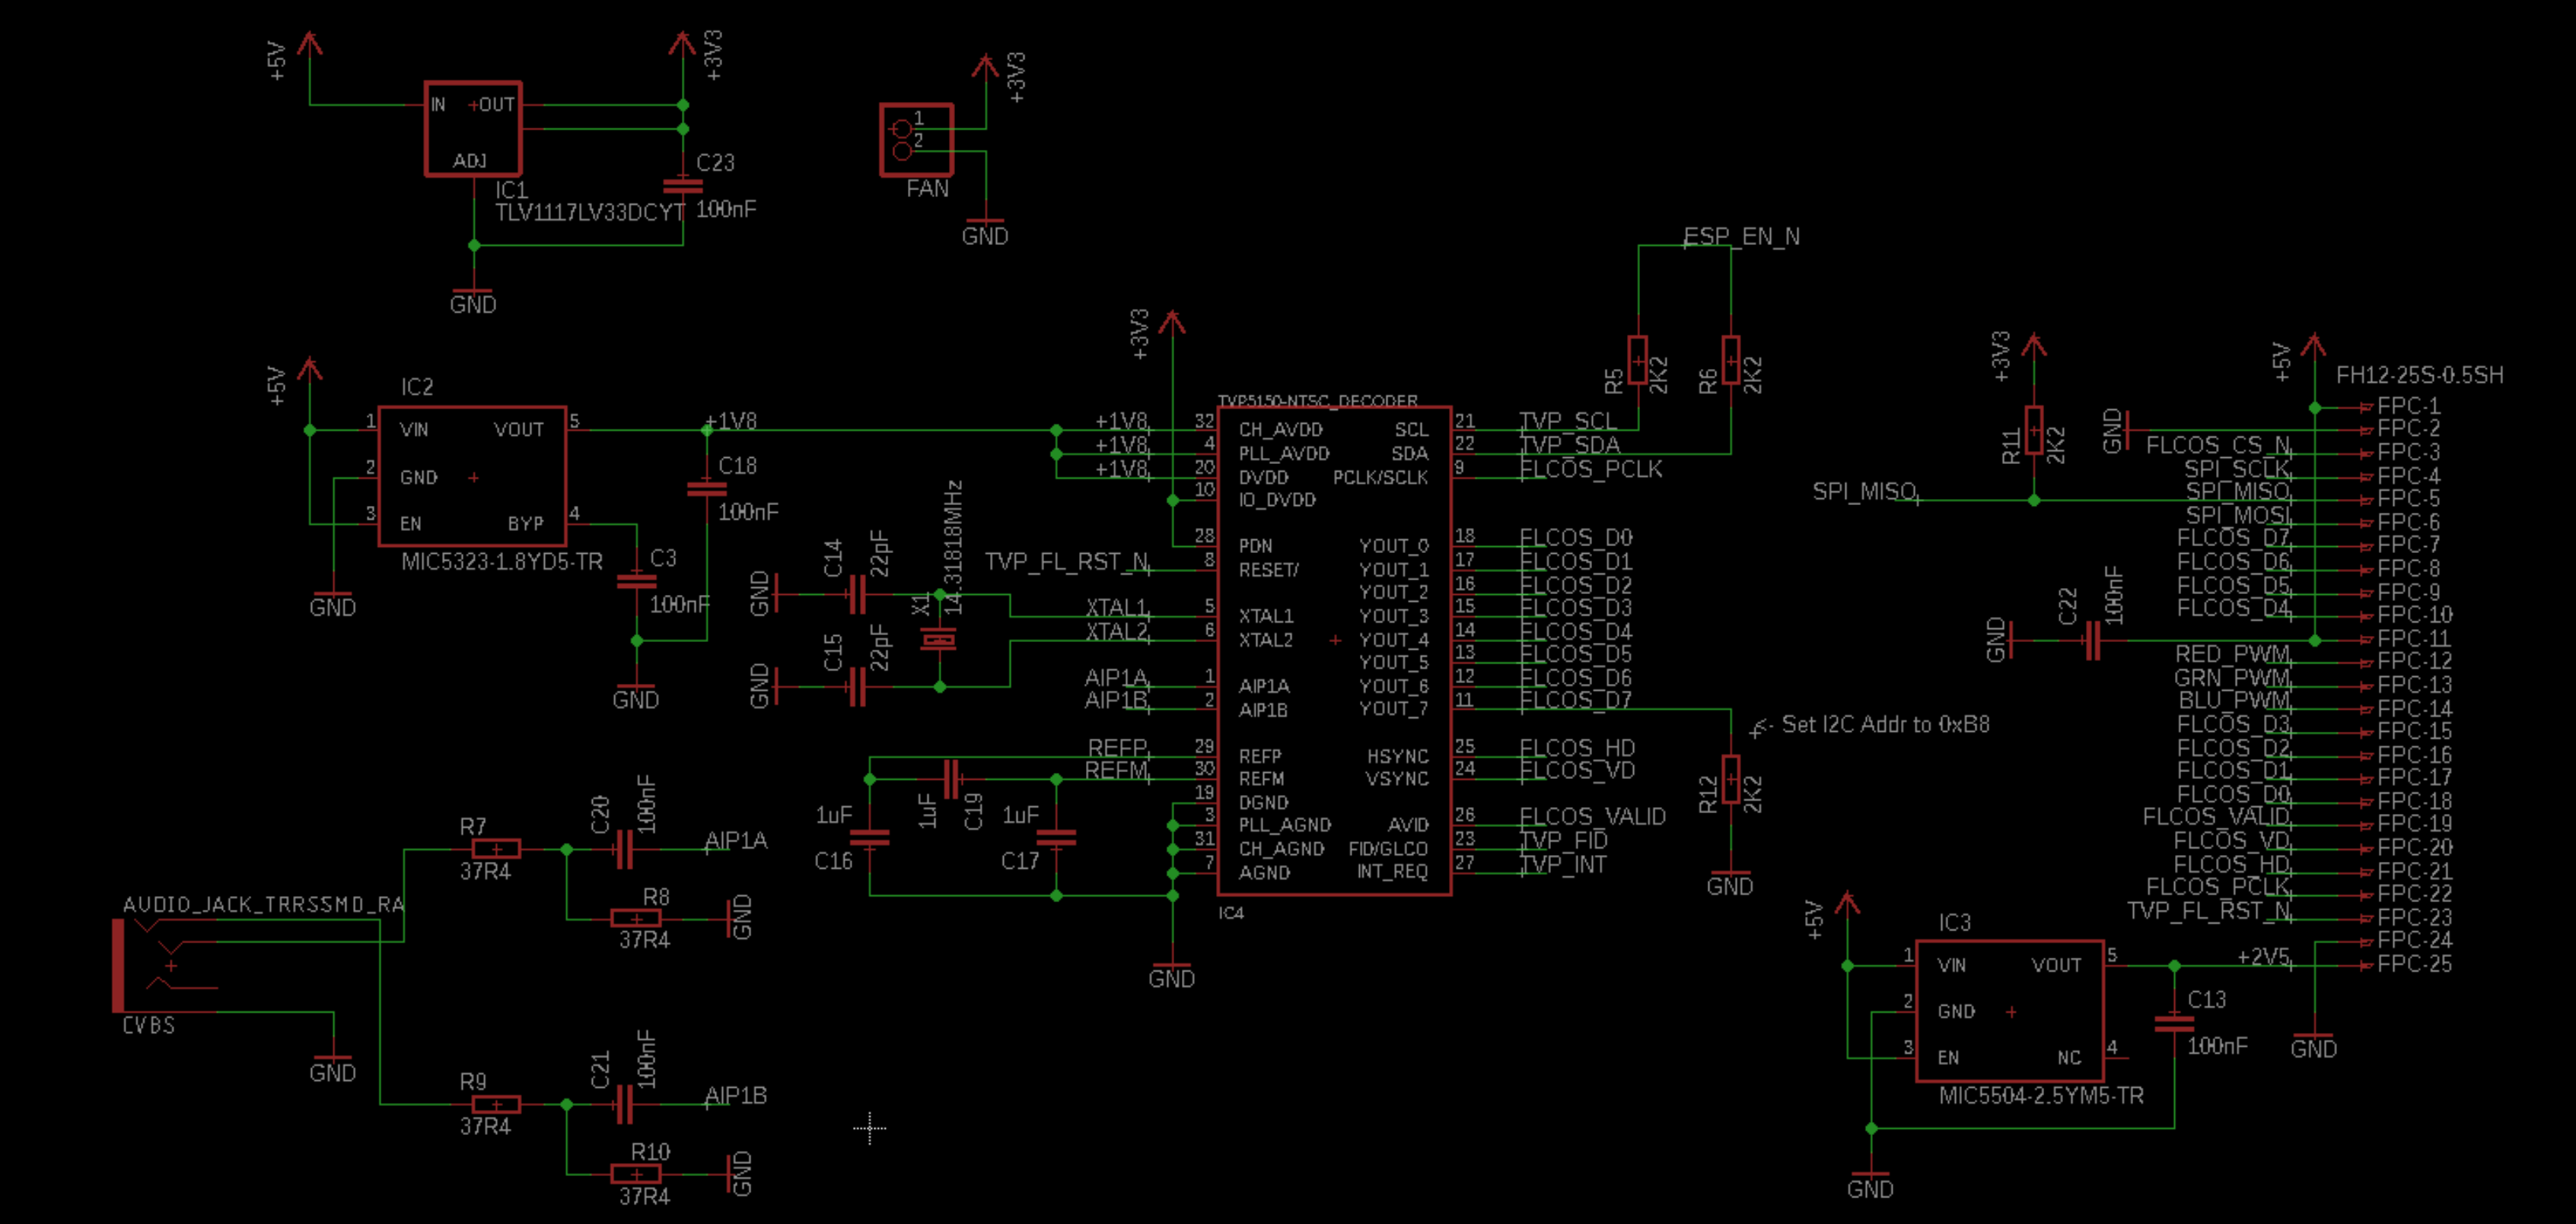 +5V
+3V3
IN
OUT
ADJ
IC1
TLV1117LV33DCYT
C23
100nF
GND
+3V3
1
2
FAN
GND
+5V
IC2
1
VIN
VOUT
5
2
GND
3
EN
BYP
4
MIC5323-1.8YD5-TR
GND
+1V8
C18
100nF
C3
100nF
GND
GND
C14
22pF
GND
C15
22pF
X1
14.31818MHz
+3V3
TVP5150-NTSC_DECODER
+1V8
32
CH_AVDD
+1V8
4
PLL_AVDD
+1V8
20
DVDD
10
IO_DVDD
28
PDN
TVP_FL_RST_N
8
RESET/
XTAL1
5
XTAL1
XTAL2
6
XTAL2
AIP1A
1
AIP1A
AIP1B
2
AIP1B
REFP
29
REFP
REFM
30
REFM
19
DGND
3
PLL_AGND
31
CH_AGND
7
AGND
IC4
1uF
C16
1uF
C19
1uF
C17
GND
SCL
21
TVP_SCL
SDA
22
TVP_SDA
PCLK/SCLK
9
FLCOS_PCLK
YOUT_0
18
FLCOS_D0
YOUT_1
17
FLCOS_D1
YOUT_2
16
FLCOS_D2
YOUT_3
15
FLCOS_D3
YOUT_4
14
FLCOS_D4
YOUT_5
13
FLCOS_D5
YOUT_6
12
FLCOS_D6
YOUT_7
11
FLCOS_D7
HSYNC
25
FLCOS_HD
VSYNC
24
FLCOS_VD
AVID
26
FLCOS_VALID
FID/GLCO
23
TVP_FID
INT_REQ
27
TVP_INT
ESP_EN_N
R5
2K2
R6
2K2
<- Set I2C Addr to 0xB8
R12
2K2
GND
AUDIO_JACK_TRRSSMD_RA
CVBS
GND
R7
37R4
C20
100nF
AIP1A
R8
37R4
GND
R9
37R4
C21
100nF
AIP1B
R10
37R4
GND
+3V3
R11
2K2
SPI_MISO
+5V
FH12-25S-0.5SH
FPC-1
GND
FPC-2
FLCOS_CS_N
FPC-3
SPI_SCLK
FPC-4
SPI_MISO
FPC-5
SPI_MOSI
FPC-6
FLCOS_D7
FPC-7
FLCOS_D6
FPC-8
FLCOS_D5
FPC-9
FLCOS_D4
FPC-10
GND
C22
100nF
FPC-11
RED_PWM
FPC-12
GRN_PWM
FPC-13
BLU_PWM
FPC-14
FLCOS_D3
FPC-15
FLCOS_D2
FPC-16
FLCOS_D1
FPC-17
FLCOS_D0
FPC-18
FLCOS_VALID
FPC-19
FLCOS_VD
FPC-20
FLCOS_HD
FPC-21
FLCOS_PCLK
FPC-22
TVP_FL_RST_N
FPC-23
FPC-24
+2V5
FPC-25
GND
+5V
IC3
1
VIN
VOUT
5
2
GND
3
EN
NC
4
MIC5504-2.5YM5-TR
C13
100nF
GND